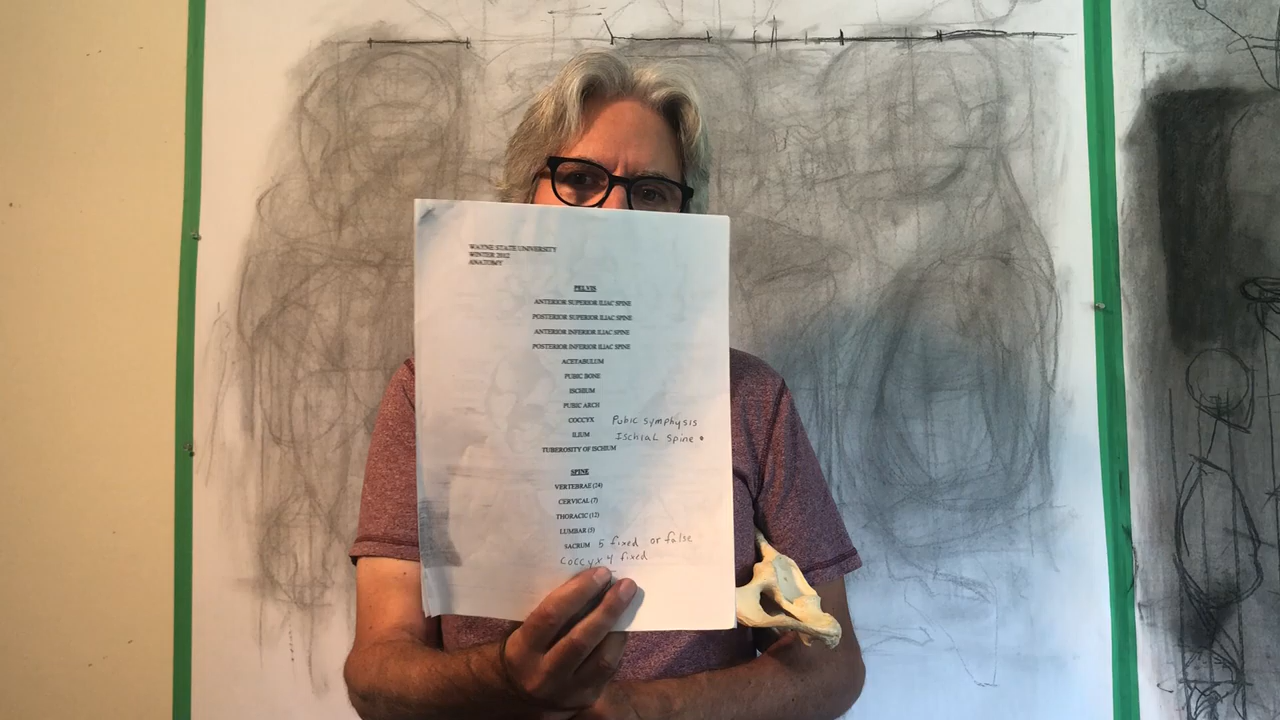 WAYNE STATE UNIVERSITY
WINTER 2012
ANATOMY
PELVIS
ANTERIOR SUPERIOR ILIAC SPINE
POSTERIOR SUPERIOR ILIAC SPINE
ANTERIOR INFERIOR ILIAC SPINE
POSTERIOR INFERIOR ILIAC SPINE
ACETABULUM
PUBIC BONE
ISCHIUM
PUBIC ARCH
COCCYX Pubic symphysis
ILIUM Ischial Spine
TUBEROSITY OF ISCHIUM
SPINE
VERTEBRAE (24)
CERVICAL (7)
THORACIC (12)
LUMBAR (5)
SACRUM 5 fixed or false
Coccyx 4 fixed